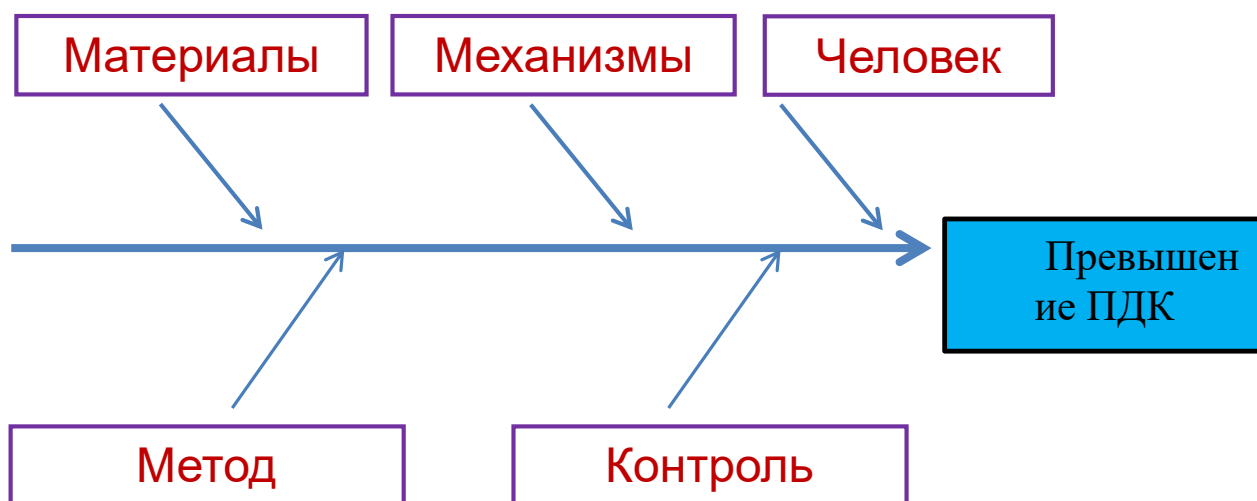 Материалы
Механизмы
Человек
Превышен
ие ПДК
Метод
Контроль